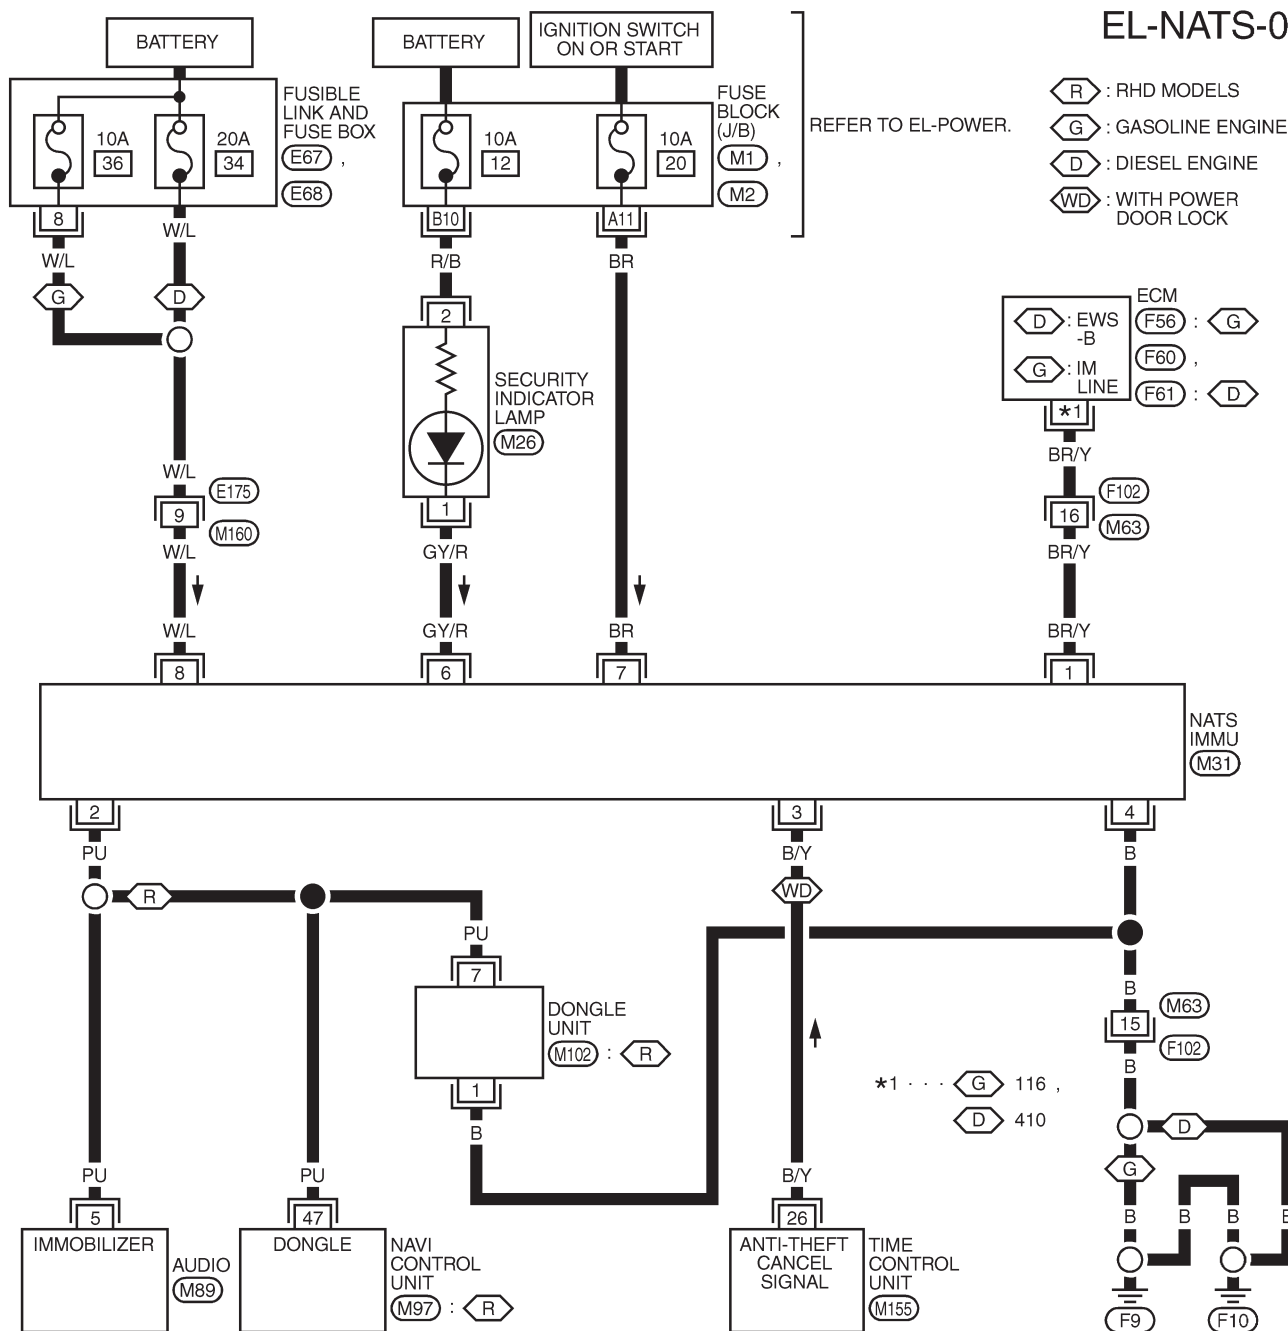 EL-NATS-0
BATTERY
BATTERY
IGNITION SWITCH
ON OR START
FUSIBLE
LINK AND
FUSE BOX
E67 ,
E68
10A
36
20A
34
10A
12
10A
20
FUSE
BLOCK
(J/B)
M1 ,
M2
REFER TO EL-POWER.
R : RHD MODELS
G : GASOLINE ENGINE
D : DIESEL ENGINE
WD : WITH POWER
DOOR LOCK
8
W/L
B10
A11
W/L
R/B
BR
G
D
2
SECURITY
INDICATOR
LAMP
M26
1
D : EWS
-B
G : IM
LINE
ECM
F56 : G
F60 ,
F61 : D
*1
BR/Y
W/L
E175
9
M160
W/L
GY/R
F102
16
M63
BR/Y
W/L
GY/R
BR
BR/Y
8
6
7
1
NATS
IMMU
M31
2
3
4
PU
B/Y
B
R
WD
PU
7
DONGLE
UNIT
M102 : R
1
B
B
M63
15
F102
B
*1 · · · G 116 ,
D 410
D
G
PU
PU
B/Y
B
B
B
B
5
47
26
IMMOBILIZER
AUDIO
M89
DONGLE
NAVI
CONTROL
UNIT
M97 : R
ANTI-THEFT
CANCEL
SIGNAL
TIME
CONTROL
UNIT
M155
F9
F10